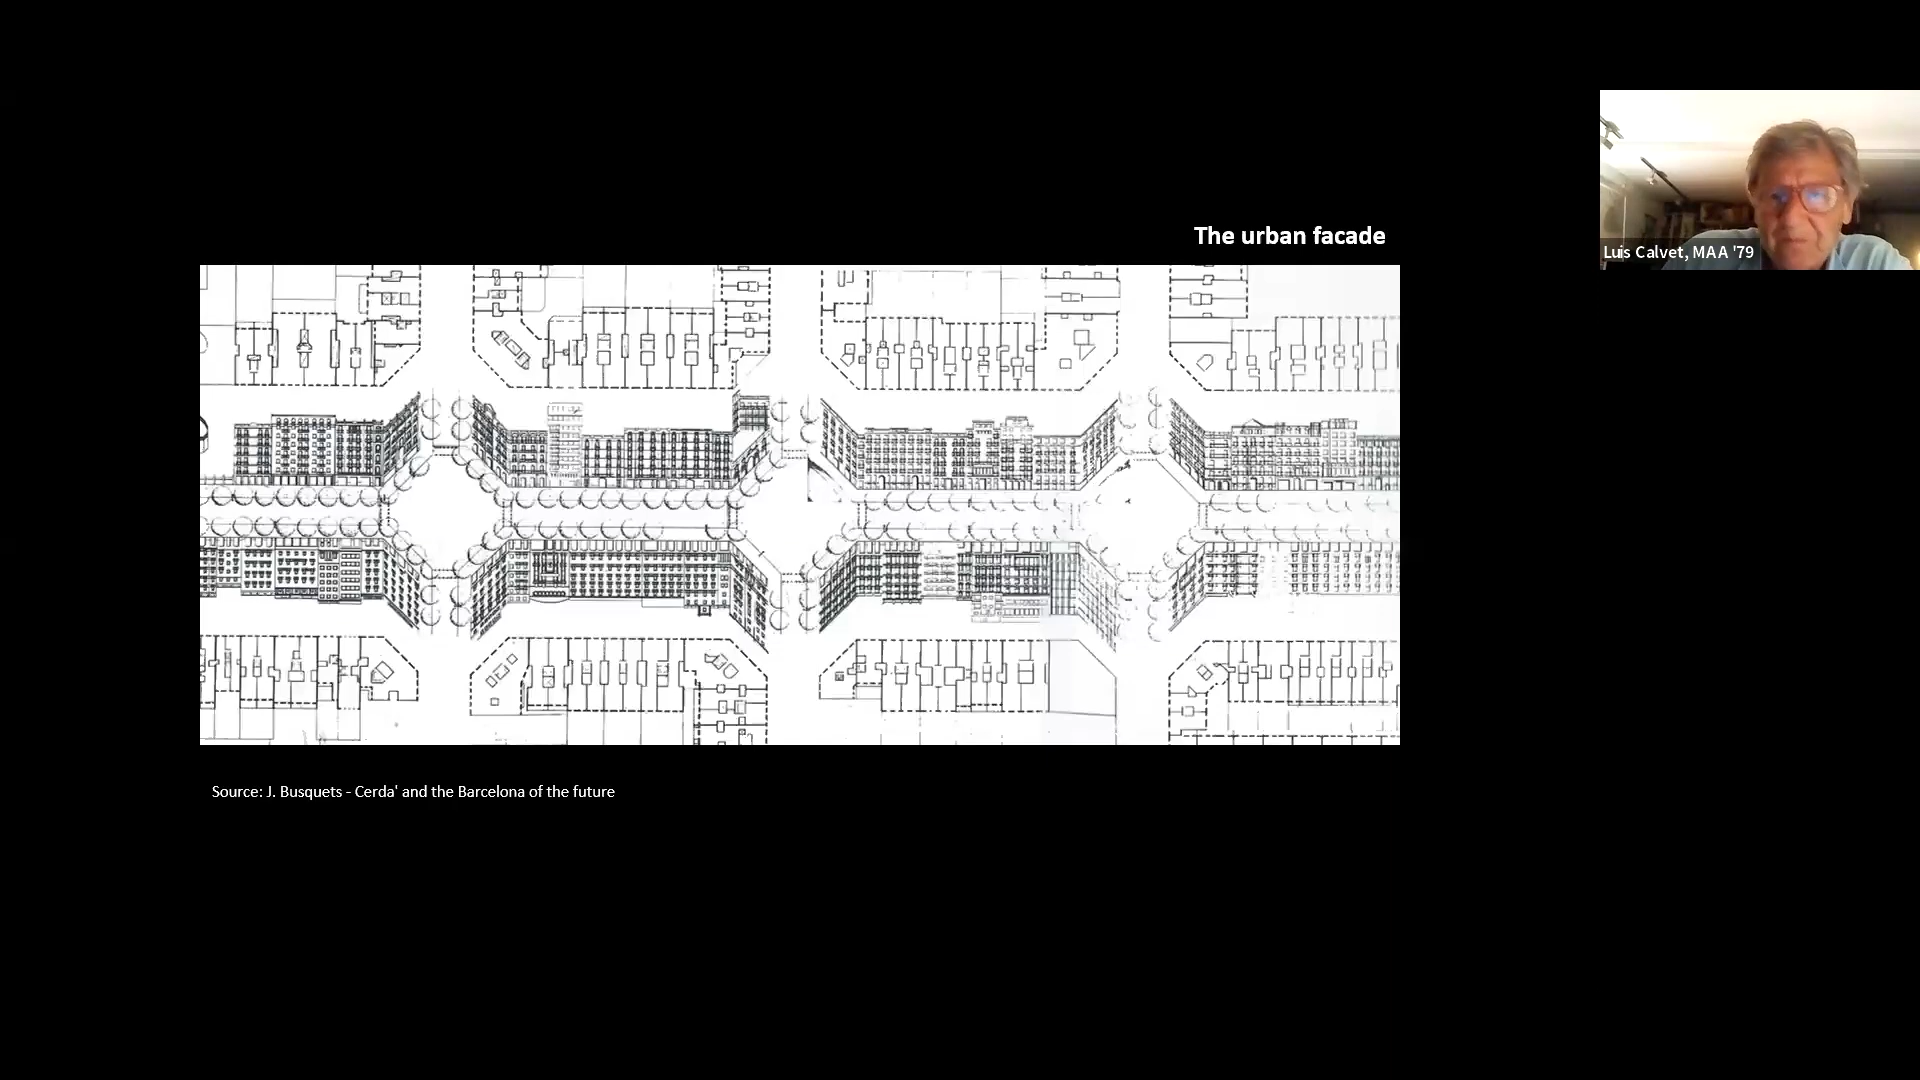 The urban facade
Luis Calvet, MAA '79
Source: J. Busquets - Cerda' and the Barcelona of the future